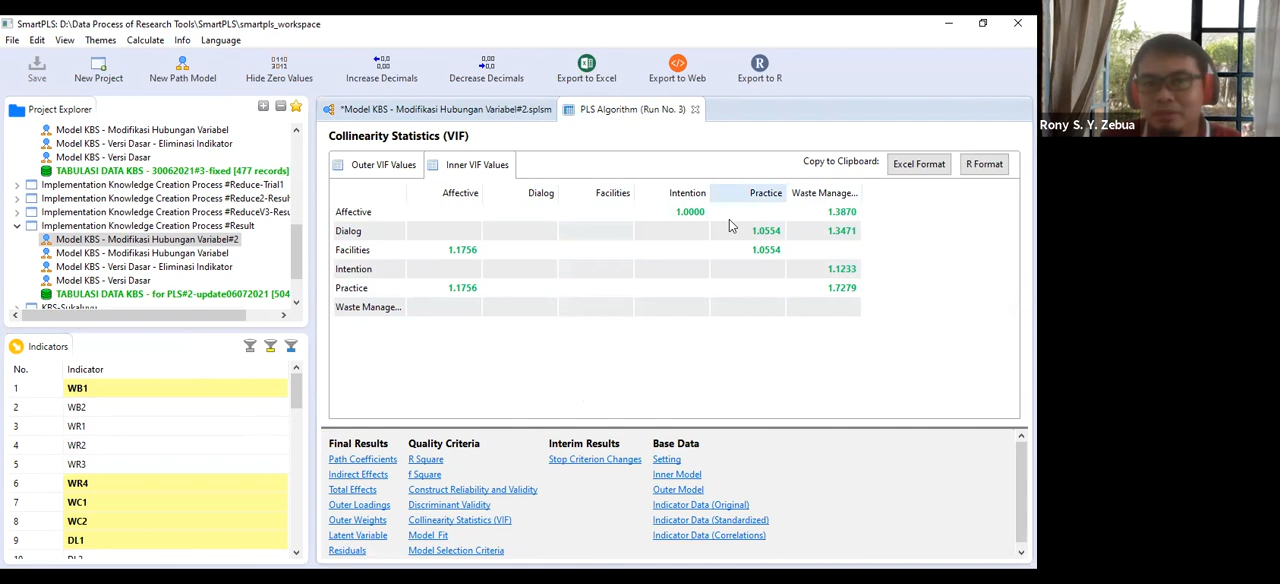 SmartPLS: D:\Data Process of Research Tools\SmartPLS\smartpls_workspace
File Edit View Themes Calculate Info Language
Save New Project New Path Model Hide Zero Values Increase Decimals Decrease Decimals Export to Excel Export to Web Export to R
Project Explorer
Model KBS - Modifikasi Hubungan Variabel
Model KBS - Versi Dasar - Eliminasi Indikator
Model KBS - Versi Dasar
TABULASI DATA KBS - 30062021#3-fixed [477 records]
Implementation Knowledge Creation Process #Reduce-Trial1
Implementation Knowledge Creation Process #Reduce2-Resul
Implementation Knowledge Creation Process #ReduceV3-Resu
Implementation Knowledge Creation Process #Result
Model KBS - Modifikasi Hubungan Variabel#2
Model KBS - Modifikasi Hubungan Variabel
Model KBS - Versi Dasar - Eliminasi Indikator
Model KBS - Versi Dasar
TABULASI DATA KBS - for PLS#2-update06072021 [504
KBS-Sukaluyu
Indicators
No. Indicator
1 WB1
2 WB2
3 WR1
4 WR2
5 WR3
6 WR4
7 WC1
8 WC2
9 DL1
10 DL2
*Model KBS - Modifikasi Hubungan Variabel#2.splsm PLS Algorithm (Run No. 3)
Collinearity Statistics (VIF)
Outer VIF Values Inner VIF Values Copy to Clipboard: Excel Format R Format
Affective Dialog Facilities Intention Practice Waste Manage...
Affective 1.0000 1.3870
Dialog 1.0554 1.3471
Facilities 1.1756 1.0554
Intention 1.1233
Practice 1.1756 1.7279
Waste Manage...
Final Results Quality Criteria Interim Results Base Data
Path Coefficients R Square Stop Criterion Changes Setting
Indirect Effects f Square Inner Model
Total Effects Construct Reliability and Validity Outer Model
Outer Loadings Discriminant Validity Indicator Data (Original)
Outer Weights Collinearity Statistics (VIF) Indicator Data (Standardized)
Latent Variable Model_Fit Indicator Data (Correlations)
Residuals Model Selection Criteria
Rony S. Y. Zebua